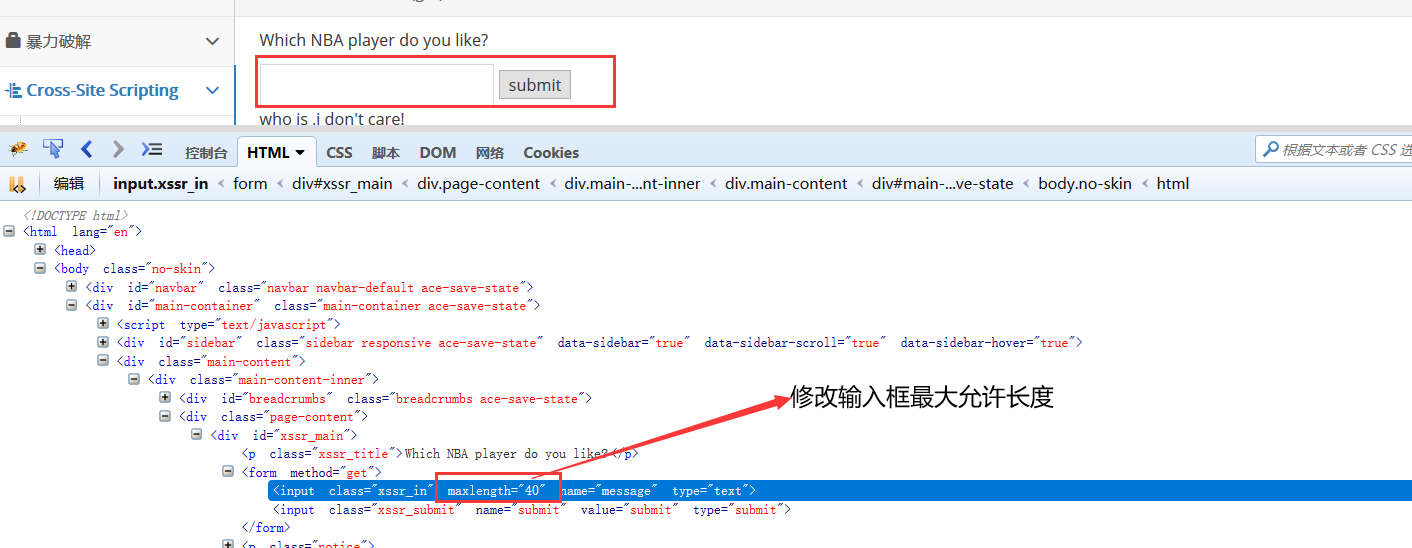 暴力破解
Which NBA player do you like?
Cross-Site Scripting
submit
who is ,i don't care!
控制台 HTML CSS 脚本 DOM 网络 Cookies
根据文本或者 CSS 选
编辑 input.xssr_in < form < div#xssr_main < div.page-content < div.main-...nt-inner < div.main-content < div#main-...ve-state < body.no-skin < html
<!DOCTYPE html>
<html lang="en">
<head>
<body class="no-skin">
<div id="navbar" class="navbar navbar-default ace-save-state">
<div id="main-container" class="main-container ace-save-state">
<script type="text/javascript">
<div id="sidebar" class="sidebar responsive ace-save-state" data-sidebar="true" data-sidebar-scroll="true" data-sidebar-hover="true">
<div class="main-content">
<div class="main-content-inner">
<div id="breadcrumbs" class="breadcrumbs ace-save-state">
修改输入框最大允许长度
<div class="page-content">
<div id="xssr_main">
<p class="xssr_title">Which NBA player do you like?</p>
<form method="get">
<input class="xssr_in" maxlength="40" name="message" type="text">
<input class="xssr_submit" name="submit" value="submit" type="submit">
</form>
<p class="notice">